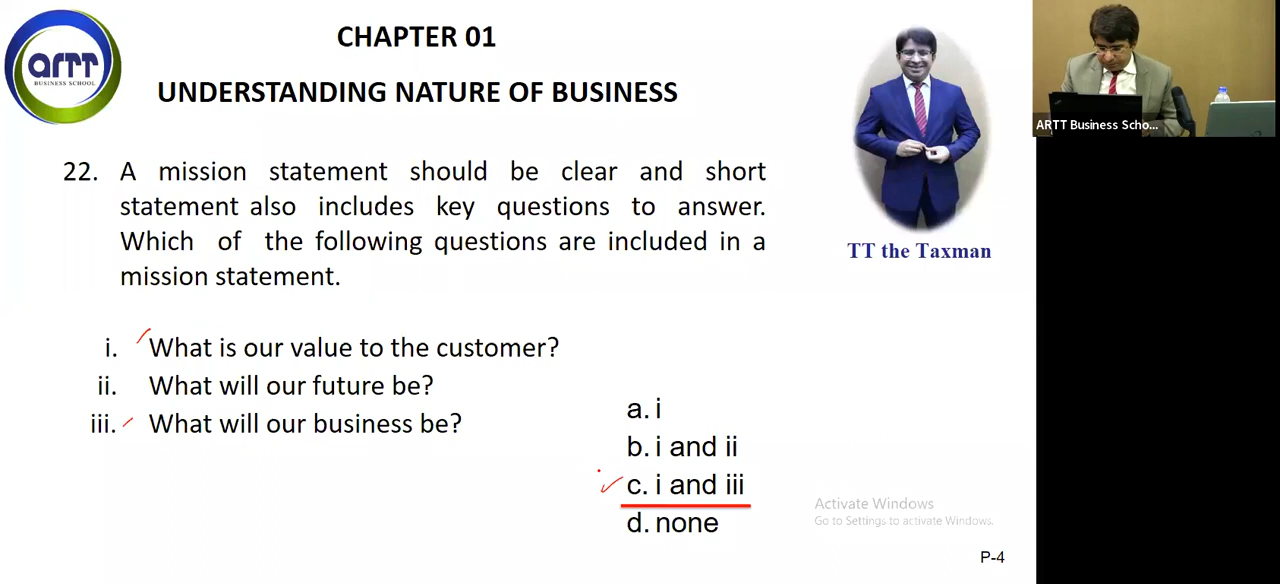 ARTT
BUSINESS SCHOOL
CHAPTER 01
UNDERSTANDING NATURE OF BUSINESS
TT the Taxman
ARTT Business Scho...
22. A mission statement should be clear and short
statement also includes key questions to answer.
Which of the following questions are included in a
mission statement.
i. What is our value to the customer?
ii. What will our future be?
iii. What will our business be?
a. i
b. i and ii
c. i and iii
d. none
Activate Windows
Go to Settings to activate Windows.
P-4